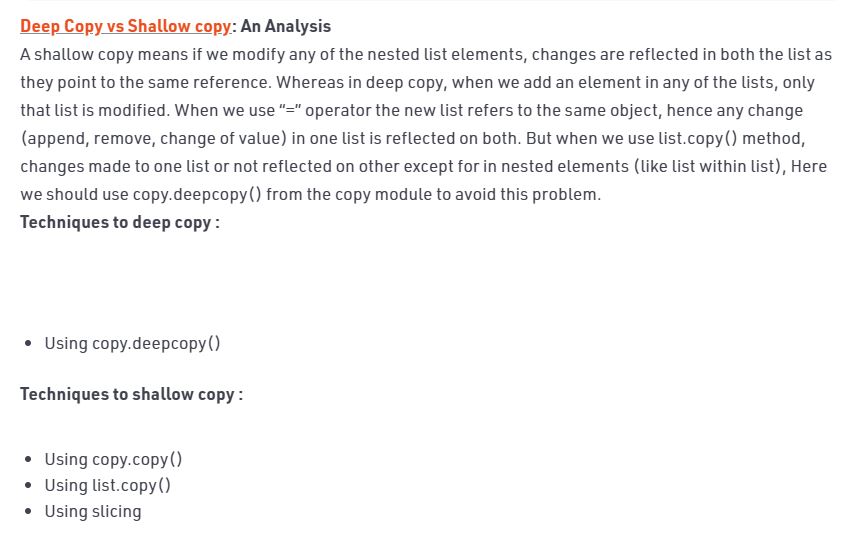 Deep Copy vs Shallow copy: An Analysis
A shallow copy means if we modify any of the nested list elements, changes are reflected in both the list as
they point to the same reference. Whereas in deep copy, when we add an element in any of the lists, only
that list is modified. When we use “=” operator the new list refers to the same object, hence any change
(append, remove, change of value) in one list is reflected on both. But when we use list.copy() method,
changes made to one list or not reflected on other except for in nested elements (like list within list), Here
we should use copy.deepcopy() from the copy module to avoid this problem.
Techniques to deep copy :
• Using copy.deepcopy()
Techniques to shallow copy :
• Using copy.copy()
• Using list.copy()
• Using slicing